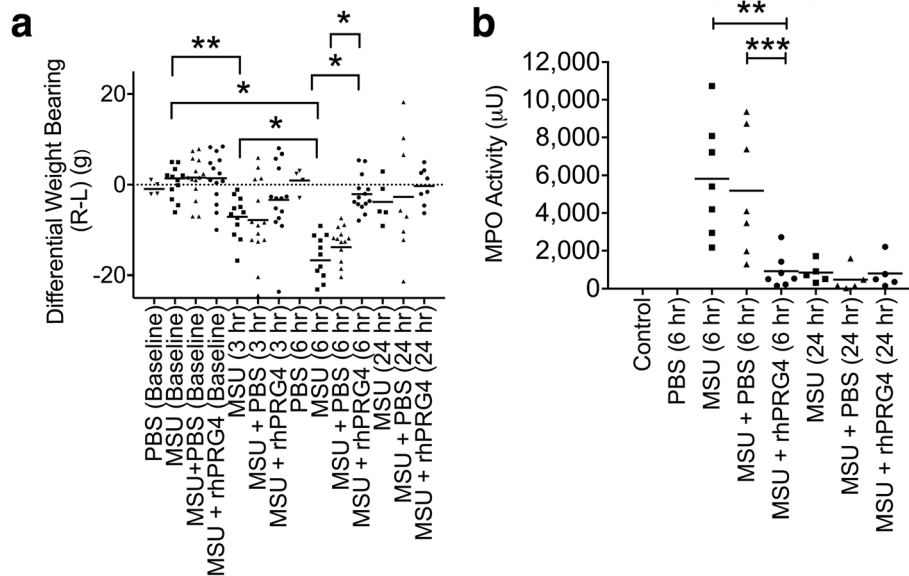 a
Differential Weight Bearing
(R-L) (g)
20
0
-20
**
*
*
*
*
PBS (Baseline)
MSU (Baseline)
MSU+PBS (Baseline)
MSU + rhPRG4 (Baseline)
MSU (3 hr)
MSU + PBS (3 hr)
MSU + rhPRG4 (3 hr)
PBS (6 hr)
MSU (6 hr)
MSU + PBS (6 hr)
MSU + rhPRG4 (6 hr)
MSU (24 hr)
MSU + PBS (24 hr)
MSU + rhPRG4 (24 hr)
b
MPO Activity (μU)
12,000
10,000
8,000
6,000
4,000
2,000
0
**
***
Control
PBS (6 hr)
MSU (6 hr)
MSU + PBS (6 hr)
MSU + rhPRG4 (6 hr)
MSU (24 hr)
MSU + PBS (24 hr)
MSU + rhPRG4 (24 hr)